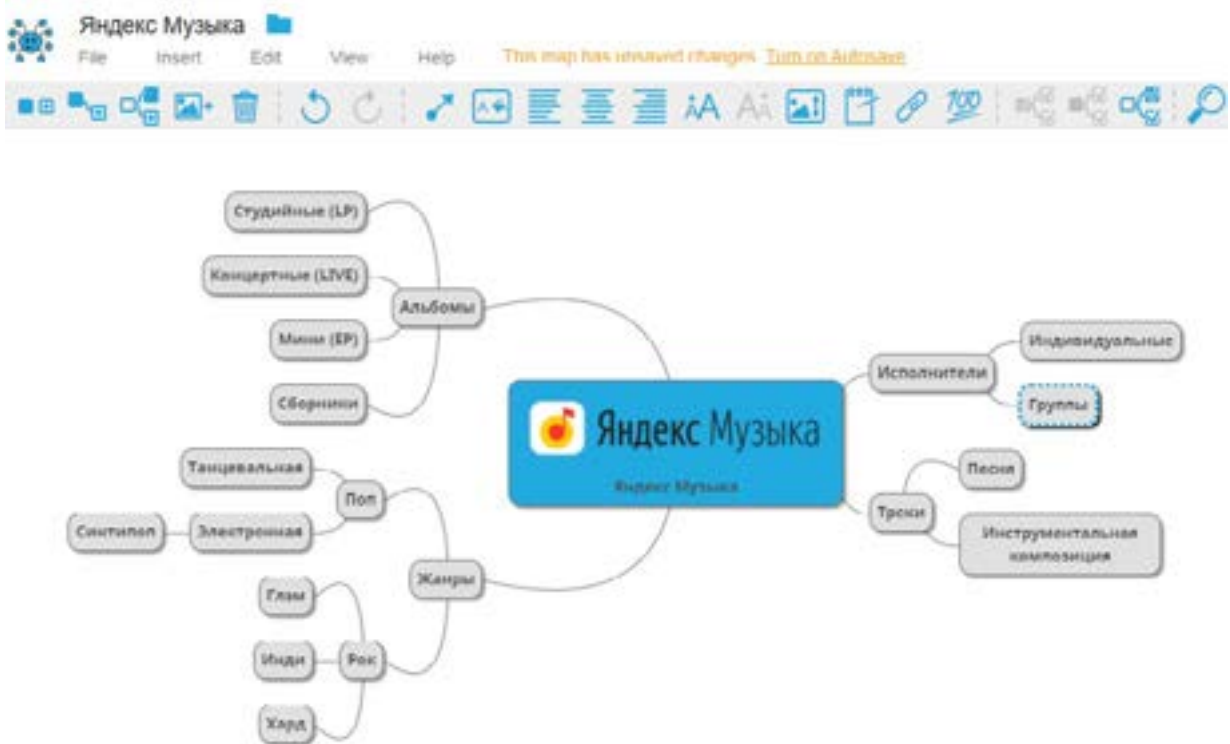 Яндекс Музыка
File Insert Edit View Help This map has unsaved changes Turn on Autosave
Студийные (LP)
Концертные (LIVE)
Альбомы
Мини (EP)
Сборники
Индивидуальные
Исполнители
Группы
Яндекс Музыка
Яндекс Музыка
Песня
Треки
Инструментальная
композиция
Танцевальная
Поп
Синтипоп
Электронная
Жанры
Глэм
Инди
Рок
Хард